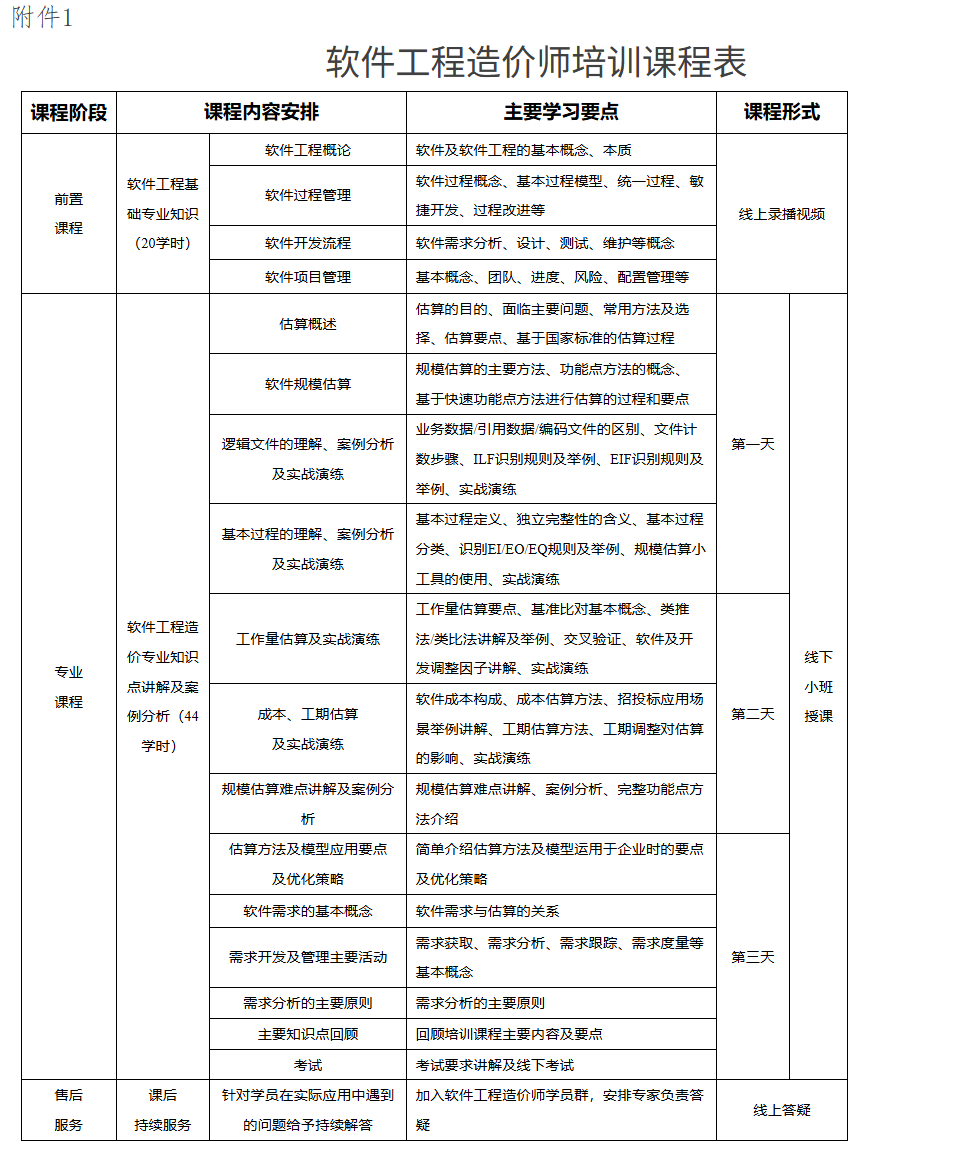 附件1
软件工程造价师培训课程表
课程阶段
课程内容安排
主要学习要点
课程形式
前置
课程
软件工程基
础专业知识
（20学时）
软件工程概论
软件及软件工程的基本概念、本质
软件过程管理
软件过程概念、基本过程模型、统一过程、敏
捷开发、过程改进等
软件开发流程
软件需求分析、设计、测试、维护等概念
软件项目管理
基本概念、团队、进度、风险、配置管理等
线上录播视频
专业
课程
软件工程造
价专业知识
点讲解及案
例分析（44
学时）
估算概述
估算的目的、面临主要问题、常用方法及选
择、估算要点、基于国家标准的估算过程
软件规模估算
规模估算的主要方法、功能点方法的概念、
基于快速功能点方法进行估算的过程和要点
逻辑文件的理解、案例分析
及实战演练
业务数据/引用数据/编码文件的区别、文件计
数步骤、ILF识别规则及举例、EIF识别规则及
举例、实战演练
基本过程的理解、案例分析
及实战演练
基本过程定义、独立完整性的含义、基本过程
分类、识别EI/EO/EQ规则及举例、规模估算小
工具的使用、实战演练
第一天
工作量估算及实战演练
工作量估算要点、基准比对基本概念、类推
法/类比法讲解及举例、交叉验证、软件及开
发调整因子讲解、实战演练
成本、工期估算
及实战演练
软件成本构成、成本估算方法、招投标应用场
景举例讲解、工期估算方法、工期调整对估算
的影响、实战演练
规模估算难点讲解及案例分
析
规模估算难点讲解、案例分析、完整功能点方
法介绍
第二天
估算方法及模型应用要点
及优化策略
简单介绍估算方法及模型运用于企业时的要点
及优化策略
软件需求的基本概念
软件需求与估算的关系
需求开发及管理主要活动
需求获取、需求分析、需求跟踪、需求度量等
基本概念
需求分析的主要原则
需求分析的主要原则
主要知识点回顾
回顾培训课程主要内容及要点
考试
考试要求讲解及线下考试
第三天
线下
小班
授课
售后
服务
课后
持续服务
针对学员在实际应用中遇到
的问题给予持续解答
加入软件工程造价师学员群，安排专家负责答
疑
线上答疑